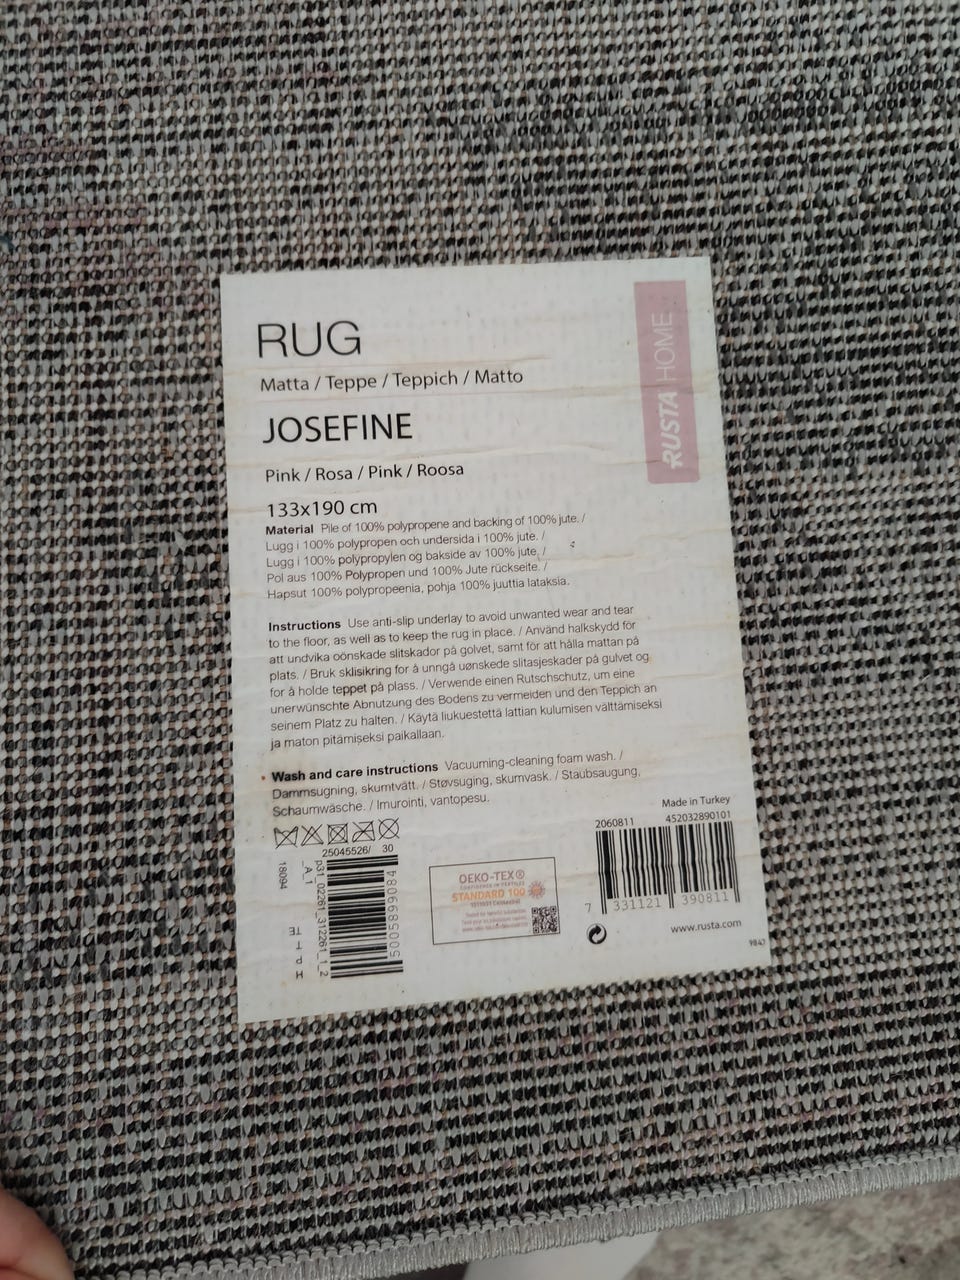 RUG
RUSTA HOME
Matta / Teppe / Teppich / Matto
JOSEFINE
Pink / Rosa / Pink / Roosa
133x190 cm
Material Pile of 100% polypropene and backing of 100% jute. /
Lugg i 100% polypropen och undersida i 100% jute. /
Lugg i 100% polypropylen og bakside av 100% jute. /
Pol aus 100% Polypropen und 100% Jute rückseite. /
Hapsut 100% polypropeenia, pohja 100% juuttia lataksia.
Instructions Use anti-slip underlay to avoid unwanted wear and tear
to the floor, as well as to keep the rug in place. / Använd halkskydd för
att undvika oönskade slitskador på golvet, samt för att hålla mattan på
plats. / Bruk sklisikring for å unngå uønskede slitasjeskader på gulvet og
for å holde teppet på plass. / Verwende einen Rutschschutz, um eine
unerwünschte Abnutzung des Bodens zu vermeiden und den Teppich an
seinem Platz zu halten. / Käytä liukuestettä lattian kulumisen välttämiseksi
ja maton pitämiseksi paikallaan.
Wash and care instructions Vacuuming-cleaning foam wash. /
Dammsugning, skumtvätt. / Støvsuging, skumvask. / Staubsaugung,
Schaumwäsche. / Imurointi, vantopesu.
Made in Turkey
2060811 452032890101
25045526/ 30
18094
_A_1
p31_02281_312261_1_2
H P T TE
5005899084
OEKO-TEX®
CONFIDENCE IN TEXTILES
STANDARD 100
7 331121 390811
www.rusta.com
9847